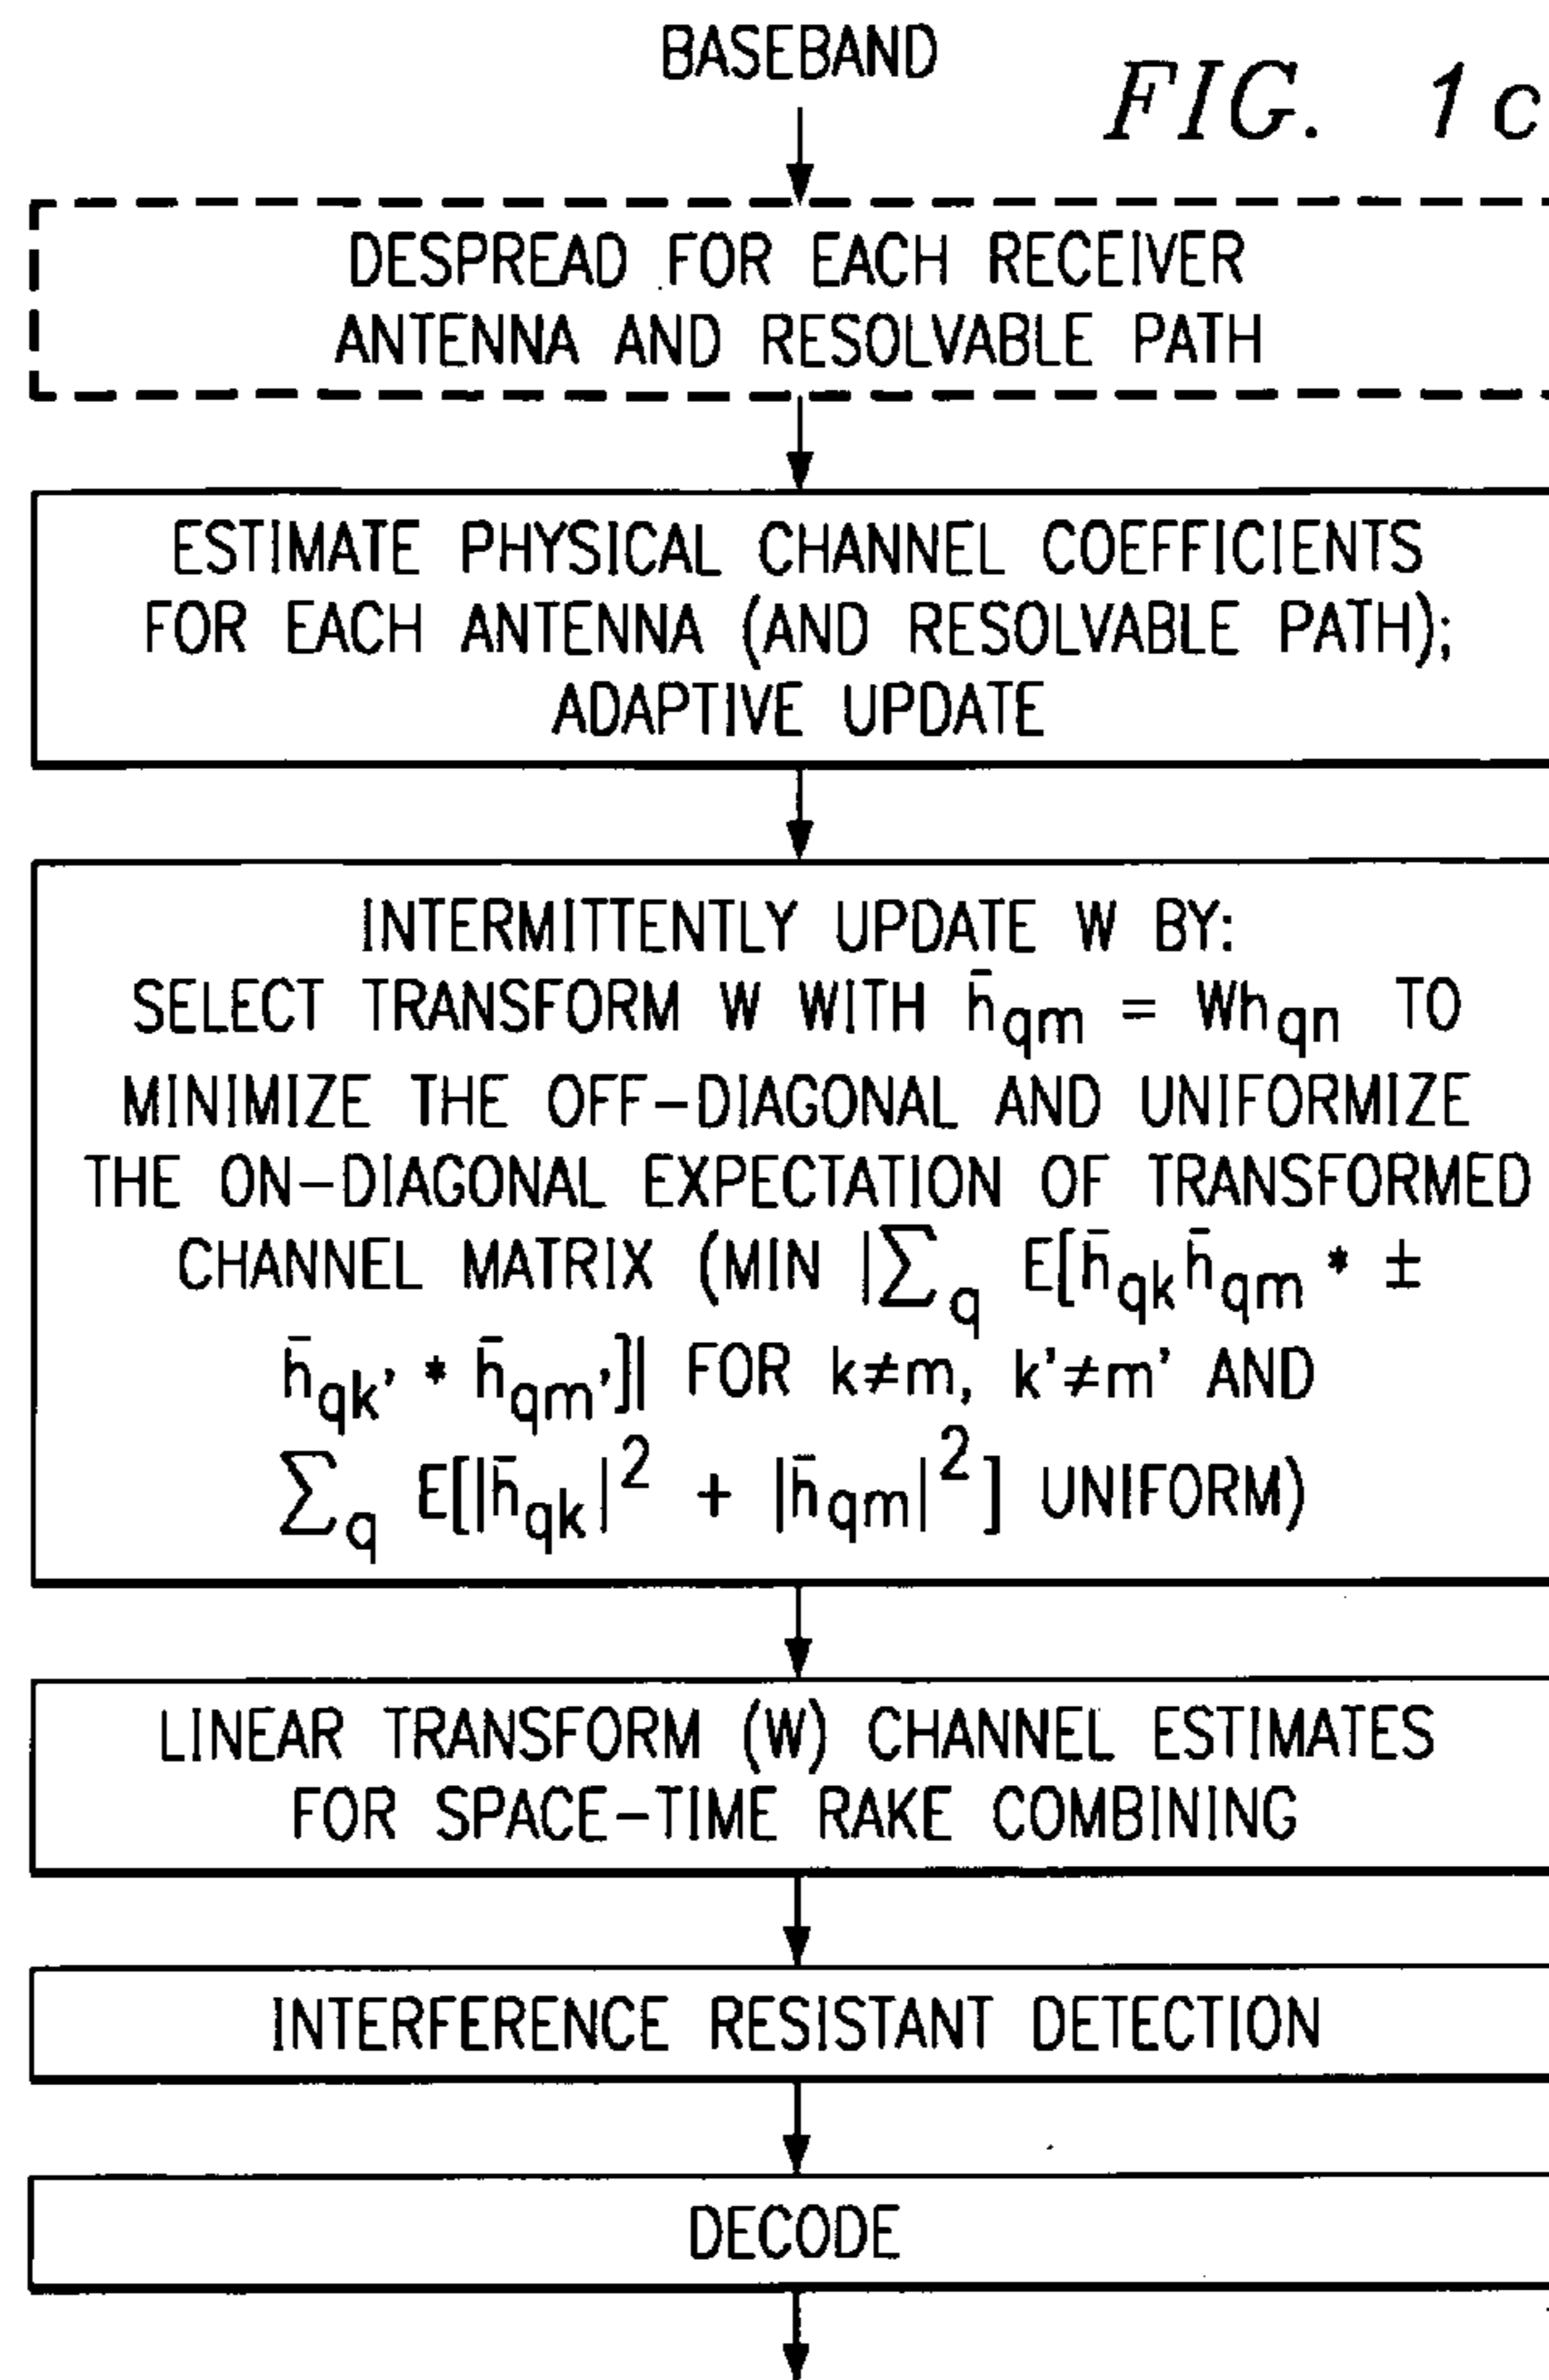 BASEBAND
FIG. 1c
DESPREAD FOR EACH RECEIVER
ANTENNA AND RESOLVABLE PATH
ESTIMATE PHYSICAL CHANNEL COEFFICIENTS
FOR EACH ANTENNA (AND RESOLVABLE PATH);
ADAPTIVE UPDATE
INTERMITTENTLY UPDATE W BY:
SELECT TRANSFORM W WITH h̄qm = Whqn TO
MINIMIZE THE OFF-DIAGONAL AND UNIFORMIZE
THE ON-DIAGONAL EXPECTATION OF TRANSFORMED
CHANNEL MATRIX (MIN |∑q E[h̄qk h̄qm * ±
h̄qk' * h̄qm']| FOR k≠m, k'≠m' AND
∑q E[|h̄qk|² + |h̄qm|²] UNIFORM)
LINEAR TRANSFORM (W) CHANNEL ESTIMATES
FOR SPACE-TIME RAKE COMBINING
INTERFERENCE RESISTANT DETECTION
DECODE